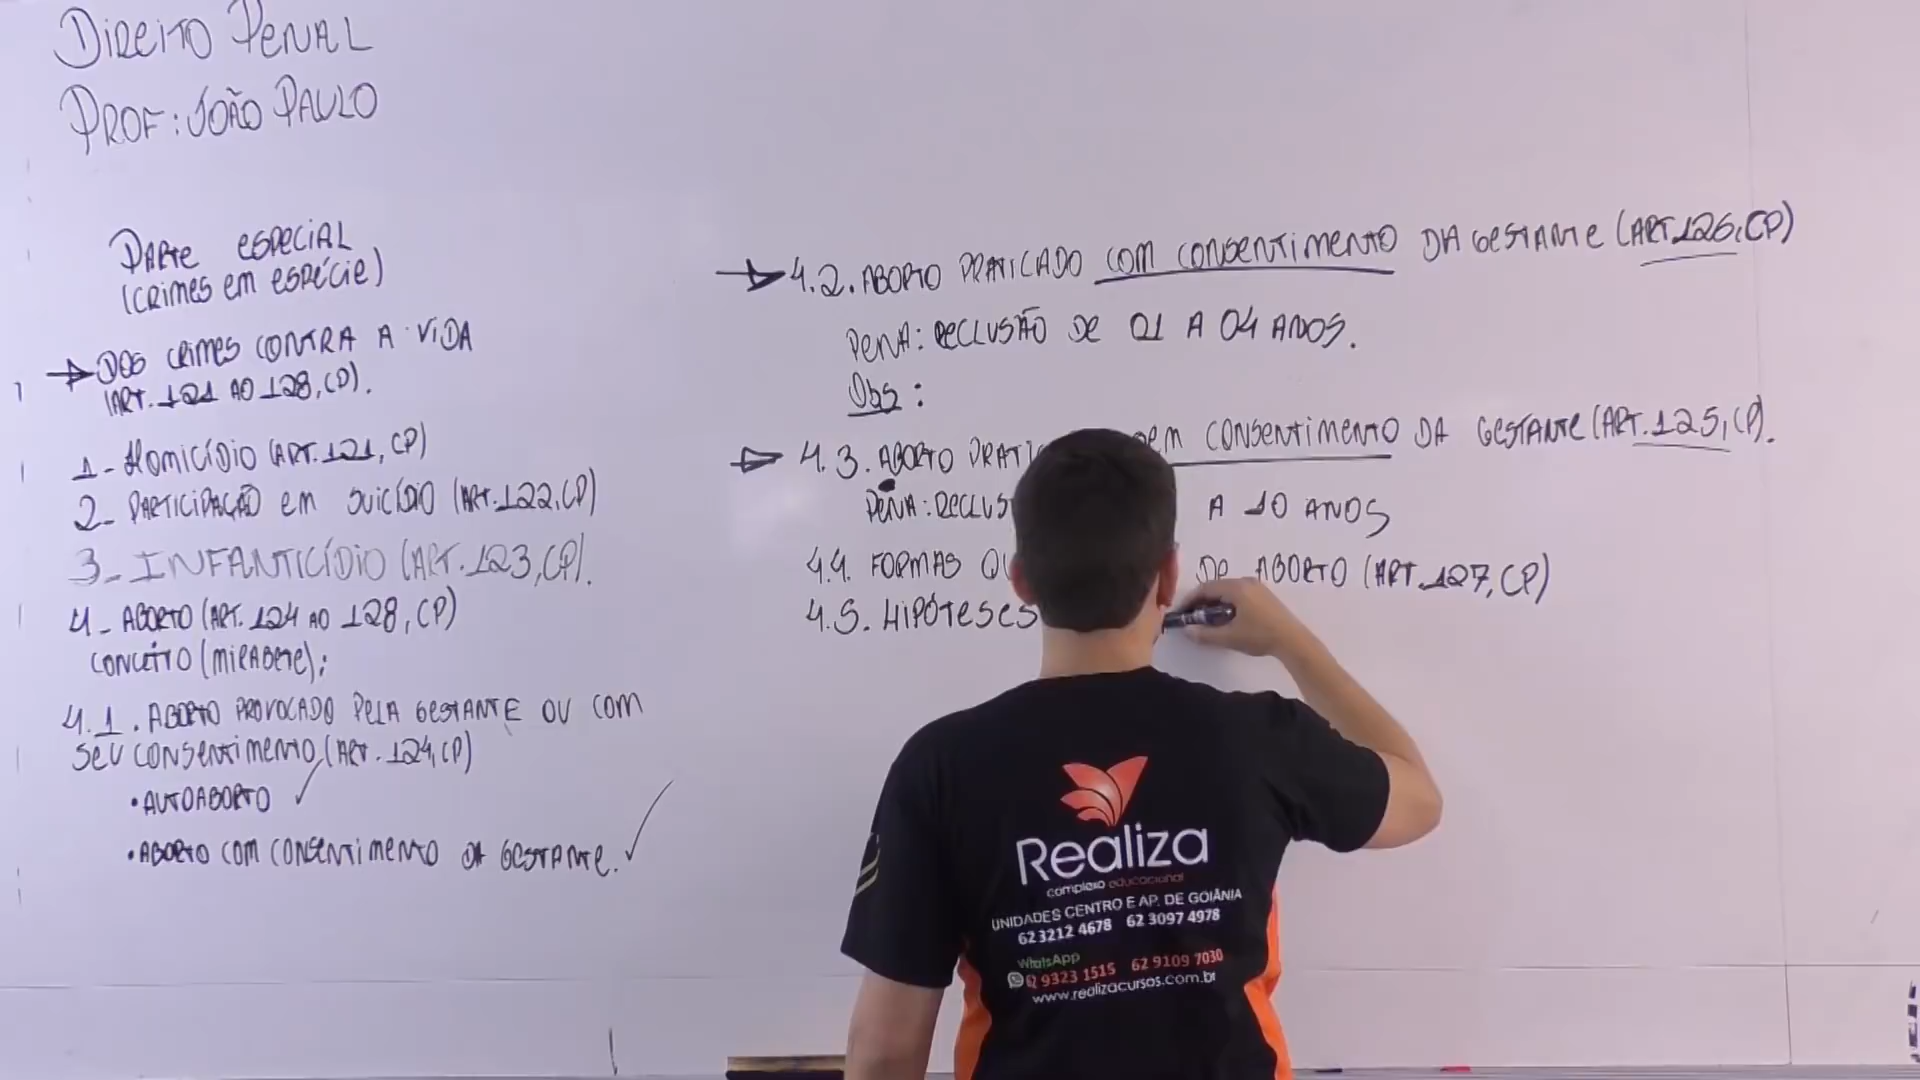 DIREITO PENAL
PROF: JOÃO PAULO
PARTE ESPECIAL
(CRIMES EM ESPÉCIE)
DOS CRIMES CONTRA A VIDA
(ART. 121 AO 128, CP).
1- HOMICÍDIO (ART. 121, CP)
2- PARTICIPAÇÃO EM SUICÍDIO (ART. 122, CP)
3- INFANTICÍDIO (ART. 123, CP).
4- ABORTO (ART. 124 AO 128, CP)
CONCEITO (MIRABETE);
4.1. ABORTO PROVOCADO PELA GESTANTE OU COM
SEU CONSENTIMENTO (ART. 124, CP)
• AUTOABORTO ✓
• ABORTO COM CONSENTIMENTO DA GESTANTE. ✓
4.2. ABORTO PRATICADO COM CONSENTIMENTO DA GESTANTE (ART. 126, CP)
PENA: RECLUSÃO DE 01 A 04 ANOS.
Obs:
4.3. ABORTO PRATI EM CONSENTIMENTO DA GESTANTE (ART. 125, CP).
PENA: RECLUS A 10 ANOS
4.4. FORMAS QU DE ABORTO (ART. 127, CP)
4.5. HIPÓTESES
Realiza
complexo educacional
UNIDADES CENTRO E AP. DE GOIÂNIA
62 3212 4678 62 3097 4978
WhatsApp
62 9323 1515 62 9109 7030
www.realizacursos.com.br